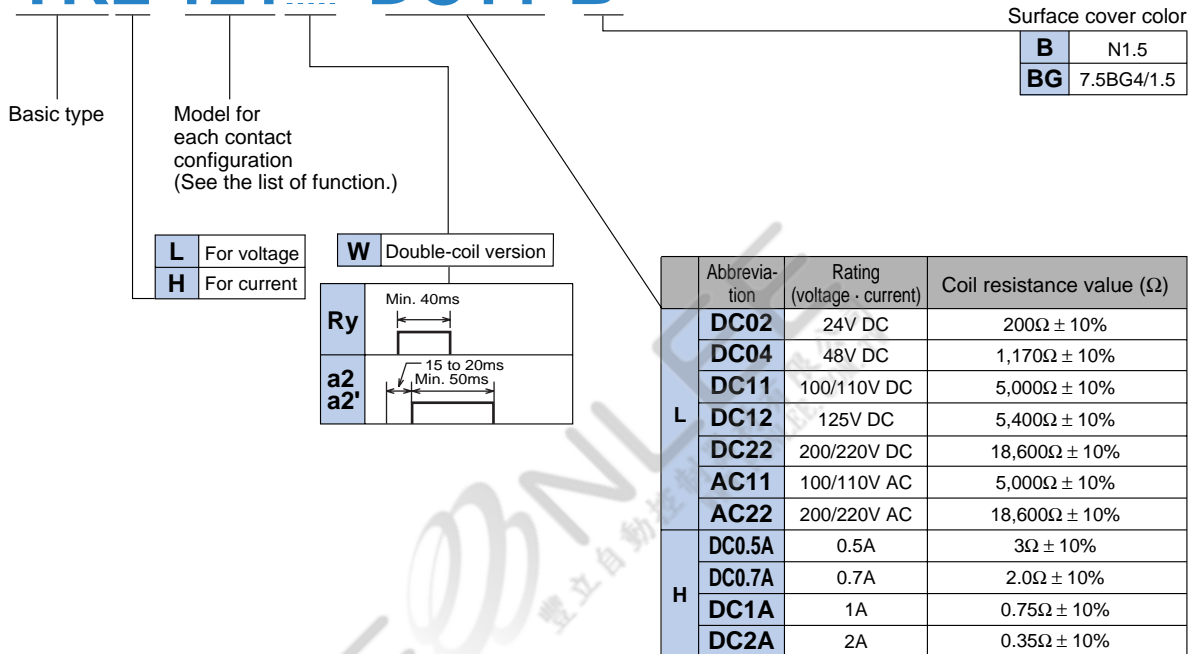 Surface cover color
B N1.5
BG 7.5BG4/1.5
Basic type
Model for
each contact
configuration
(See the list of function.)
L For voltage
H For current
W Double-coil version
Ry Min. 40ms
a2
a2'
15 to 20ms
Min. 50ms
Abbrevia-
tion
Rating
(voltage · current)
Coil resistance value (Ω)
L
DC02 24V DC 200Ω ± 10%
DC04 48V DC 1,170Ω ± 10%
DC11 100/110V DC 5,000Ω ± 10%
DC12 125V DC 5,400Ω ± 10%
DC22 200/220V DC 18,600Ω ± 10%
AC11 100/110V AC 5,000Ω ± 10%
AC22 200/220V AC 18,600Ω ± 10%
H
DC0.5A 0.5A 3Ω ± 10%
DC0.7A 0.7A 2.0Ω ± 10%
DC1A 1A 0.75Ω ± 10%
DC2A 2A 0.35Ω ± 10%